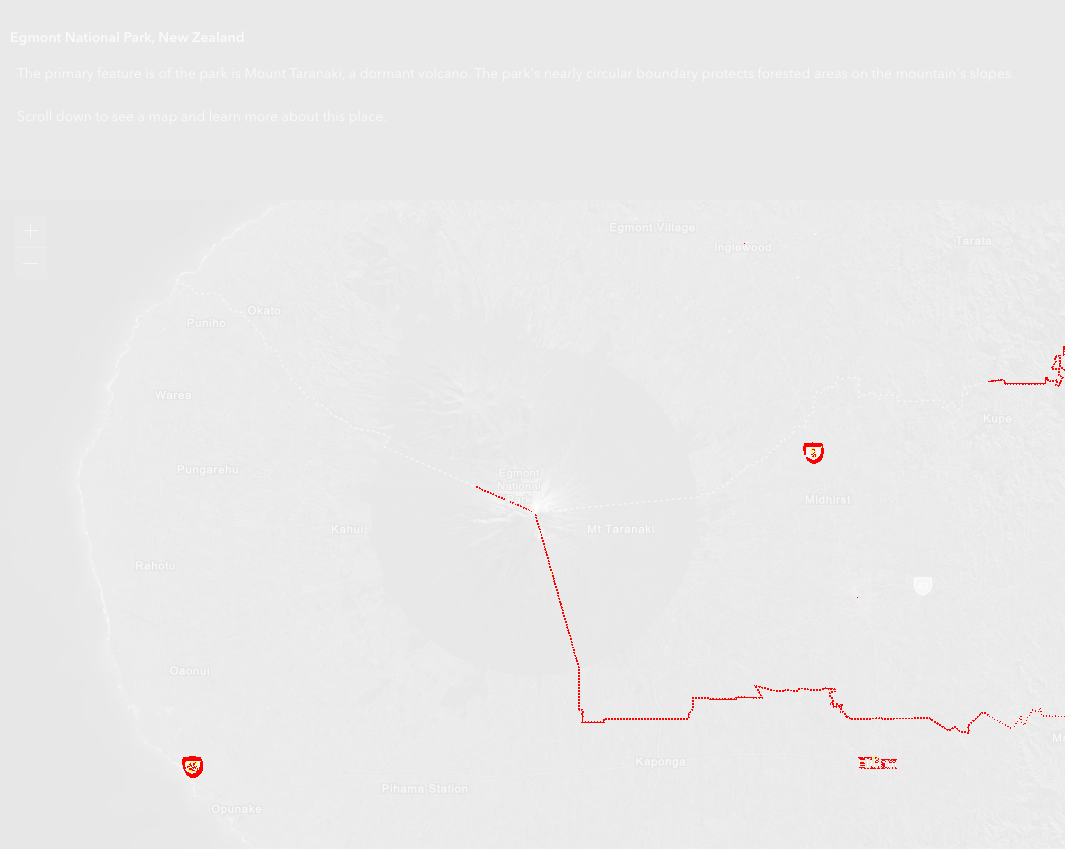 Egmont National Park, New Zealand
The primary feature is of the park is Mount Taranaki, a dormant volcano. The park's nearly circular boundary protects forested areas on the mountain's slopes.
Scroll down to see a map and learn more about this place.
Egmont Village
Tarata
Inglewood
+
Okato
Puniho
Warea
Kupe
3
Pungarehu
Egmont
National
Midhirst
Kahui
Mt Taranaki
Rahotu
Oaonui
45
Kaponga
Pihama Station
Opunake